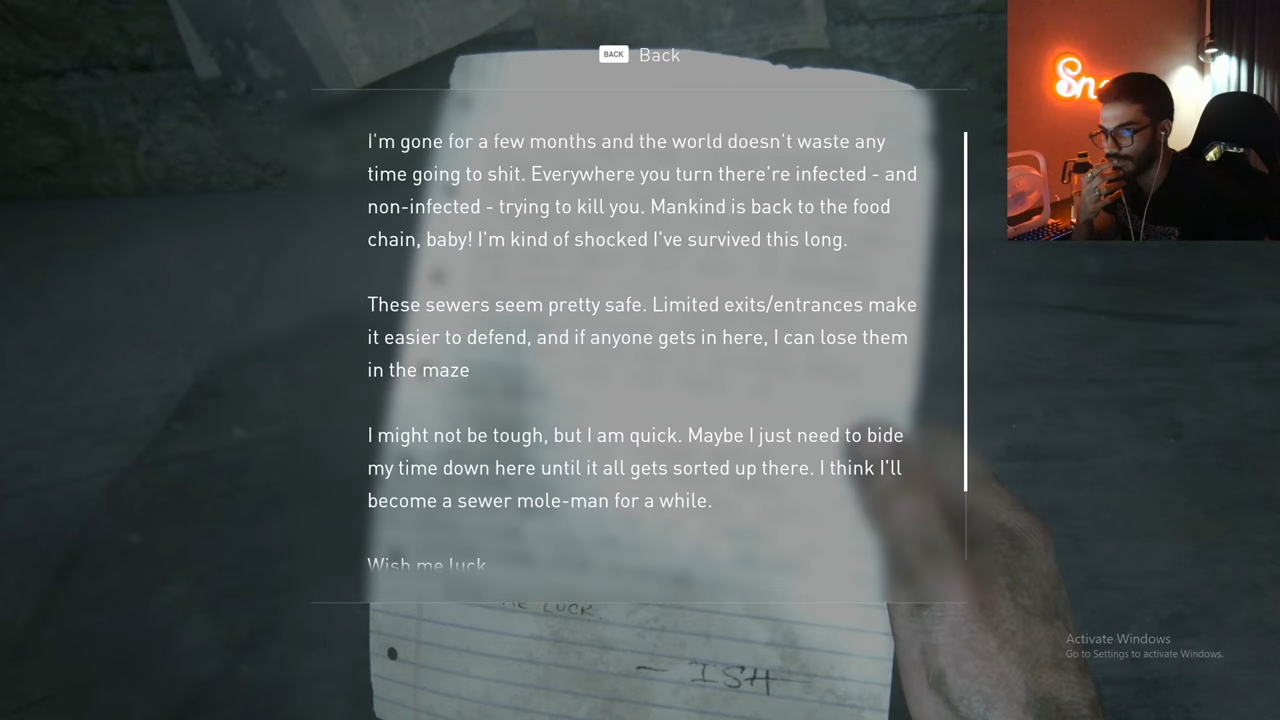 BACK Back
I'm gone for a few months and the world doesn't waste any
time going to shit. Everywhere you turn there're infected - and
non-infected - trying to kill you. Mankind is back to the food
chain, baby! I'm kind of shocked I've survived this long.
These sewers seem pretty safe. Limited exits/entrances make
it easier to defend, and if anyone gets in here, I can lose them
in the maze
I might not be tough, but I am quick. Maybe I just need to bide
my time down here until it all gets sorted up there. I think I'll
become a sewer mole-man for a while.
Wish me luck
LUCK.
- ISH
Activate Windows
Go to Settings to activate Windows.